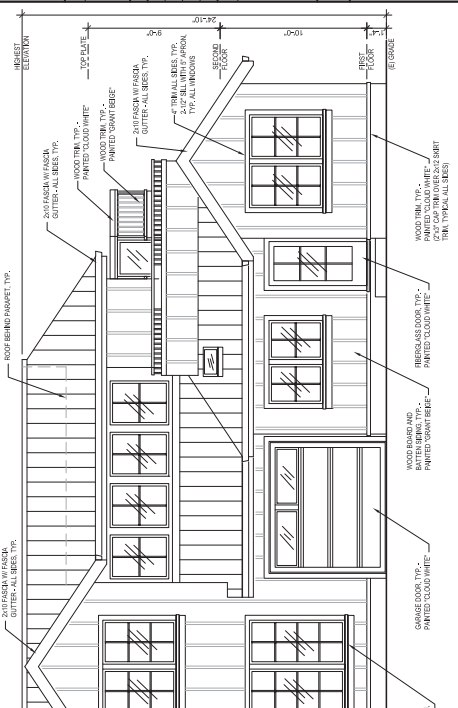 HIGHEST
ELEVATION
TOP PLATE
SECOND
FLOOR
FIRST
FLOOR
(E) GRADE
24'-10"
9'-0"
10'-0"
1'-4"
ROOF BEHIND PARAPET, TYP.
2x10 FASCIA W/ FASCIA
GUTTER - ALL SIDES, TYP.
2x10 FASCIA W/ FASCIA
GUTTER - ALL SIDES, TYP.
WOOD TRIM, TYP. -
PAINTED "CLOUD WHITE"
WOOD TRIM, TYP. -
PAINTED "GRANT BEIGE"
2x10 FASCIA W/ FASCIA
GUTTER - ALL SIDES, TYP.
4" TRIM ALL SIDES, TYP.
2-1/2" SILL WITH 5" APRON,
TYP. ALL WINDOWS
GARAGE DOOR, TYP. -
PAINTED "CLOUD WHITE"
WOOD BOARD AND
BATTEN SIDING, TYP. -
PAINTED "GRANT BEIGE"
FIBERGLASS DOOR, TYP. -
PAINTED "CLOUD WHITE"
WOOD TRIM, TYP. -
PAINTED "CLOUD WHITE"
(2"x3" CAP TRIM OVER 2x12 SKIRT
TRIM, TYPICAL ALL SIDES)